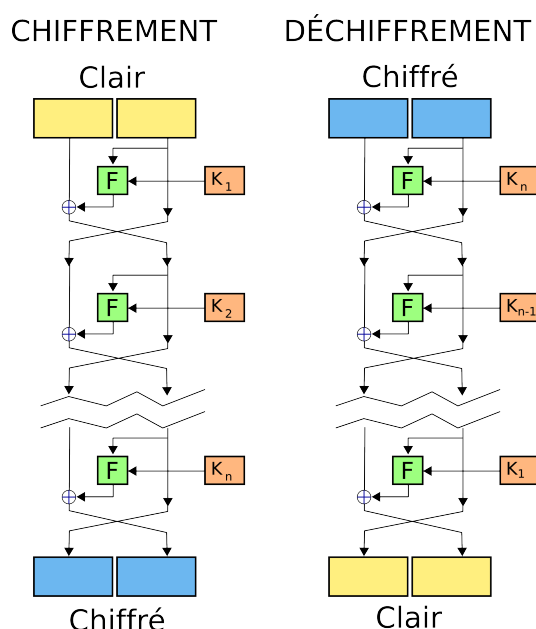 CHIFFREMENT
Clair
F
K1
F
K2
F
Kn
Chiffré
DÉCHIFFREMENT
Chiffré
F
Kn
F
Kn-1
F
K1
Clair